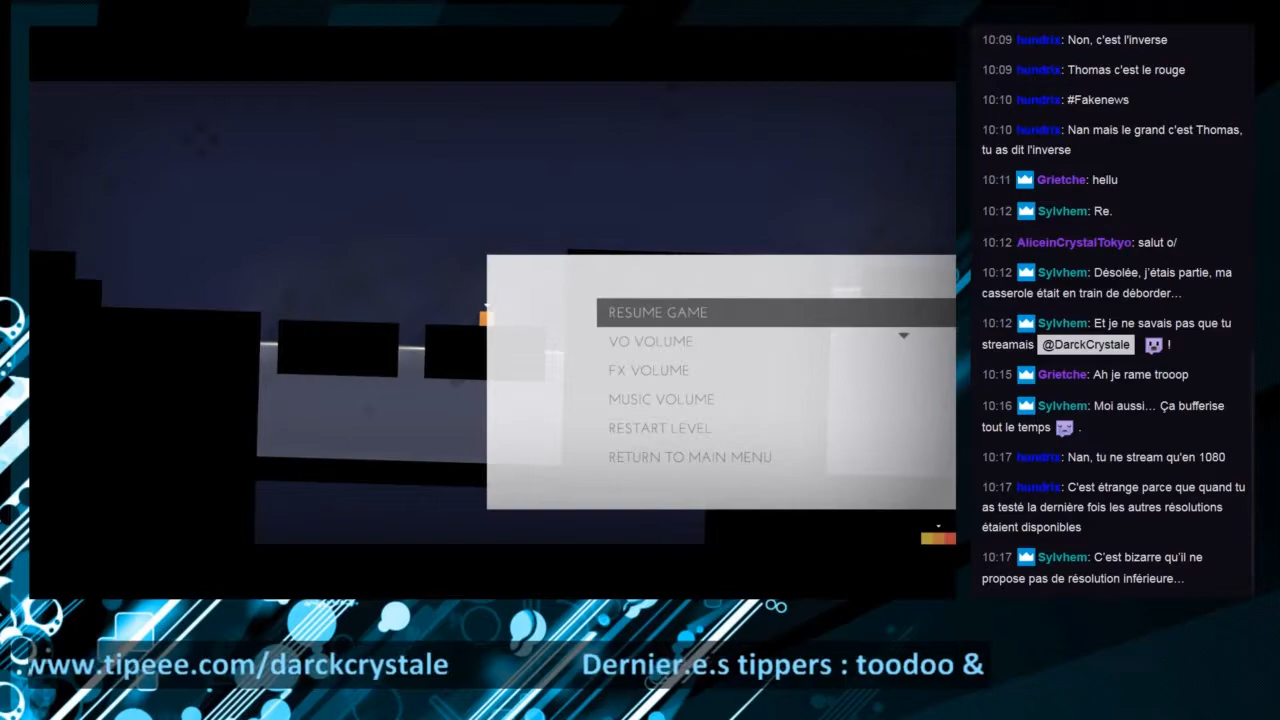 RESUME GAME
VO VOLUME
FX VOLUME
MUSIC VOLUME
RESTART LEVEL
RETURN TO MAIN MENU
10:09 hundrix: Non, c'est l'inverse
10:09 hundrix: Thomas c'est le rouge
10:10 hundrix: #Fakenews
10:10 hundrix: Nan mais le grand c'est Thomas,
tu as dit l'inverse
10:11 Grietche: hellu
10:12 Sylvhem: Re.
10:12 AliceinCrystalTokyo: salut o/
10:12 Sylvhem: Désolée, j’étais partie, ma
casserole était en train de déborder…
10:12 Sylvhem: Et je ne savais pas que tu
streamais @DarckCrystale !
10:15 Grietche: Ah je rame trooop
10:16 Sylvhem: Moi aussi… Ça bufferise
tout le temps .
10:17 hundrix: Nan, tu ne stream qu'en 1080
10:17 hundrix: C'est étrange parce que quand tu
as testé la dernière fois les autres résolutions
étaient disponibles
10:17 Sylvhem: C’est bizarre qu’il ne
propose pas de résolution inférieure…
www.tipeee.com/darckcrystale
Dernier.e.s tippers : toodoo &